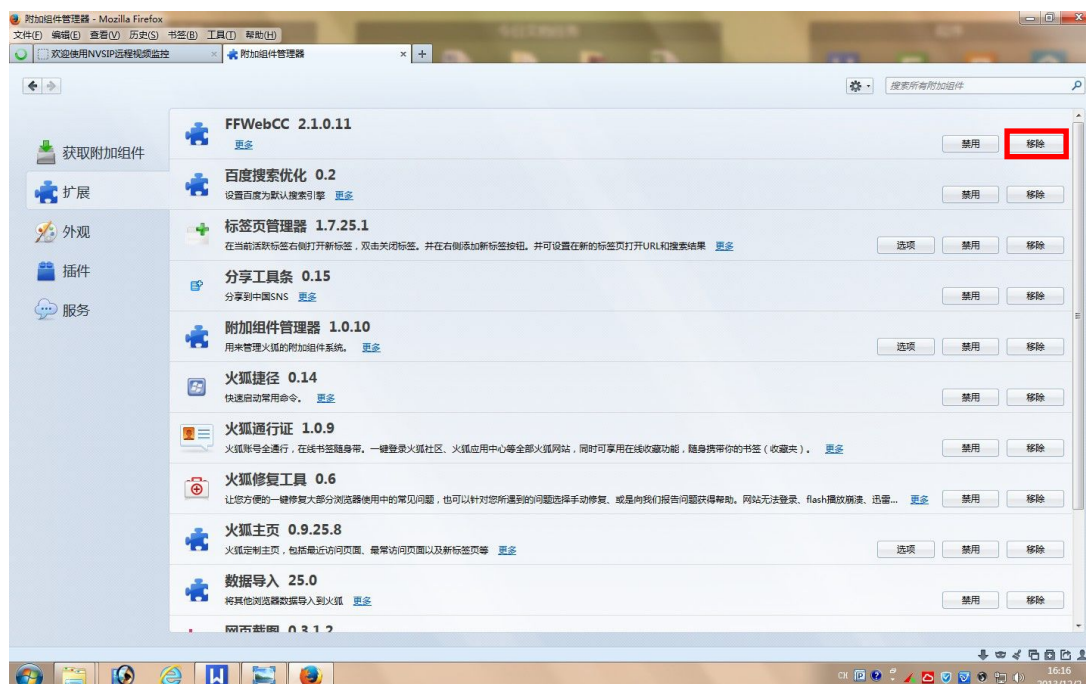 附加组件管理器 - Mozilla Firefox
文件(F) 编辑(E) 查看(V) 历史(S) 书签(B) 工具(T) 帮助(H)
欢迎使用NVSIP远程视频监控 × 附加组件管理器 × +
搜索所有附加组件
获取附加组件
扩展
外观
插件
服务
FFWebCC 2.1.0.11
更多 禁用 移除
百度搜索优化 0.2
设置百度为默认搜索引擎 更多 禁用 移除
标签页管理器 1.7.25.1
在当前活跃标签右侧打开新标签，双击关闭标签。并在右侧添加新标签按钮。并可设置在新的标签页打开URL和搜索结果 更多 选项 禁用 移除
分享工具条 0.15
分享到中国SNS 更多 禁用 移除
附加组件管理器 1.0.10
用来管理火狐的附加组件系统。 更多 选项 禁用 移除
火狐捷径 0.14
快速启动常用命令。 更多 禁用 移除
火狐通行证 1.0.9
火狐账号全通行，在线书签随身带。一键登录火狐社区、火狐应用中心等全部火狐网站，同时可享用在线收藏功能，随身携带你的书签（收藏夹）。 更多 禁用 移除
火狐修复工具 0.6
让您方便的一键修复大部分浏览器使用中的常见问题，也可以针对您所遇到的问题选择手动修复、或是向我们报告问题获得帮助。网站无法登录、flash播放崩溃、迅雷... 更多 禁用 移除
火狐主页 0.9.25.8
火狐定制主页，包括最近访问页面、最常访问页面以及新标签页等 更多 选项 禁用 移除
数据导入 25.0
将其他浏览器数据导入到火狐 更多 禁用 移除
网页截图 0.3.1.2
CH
16:16